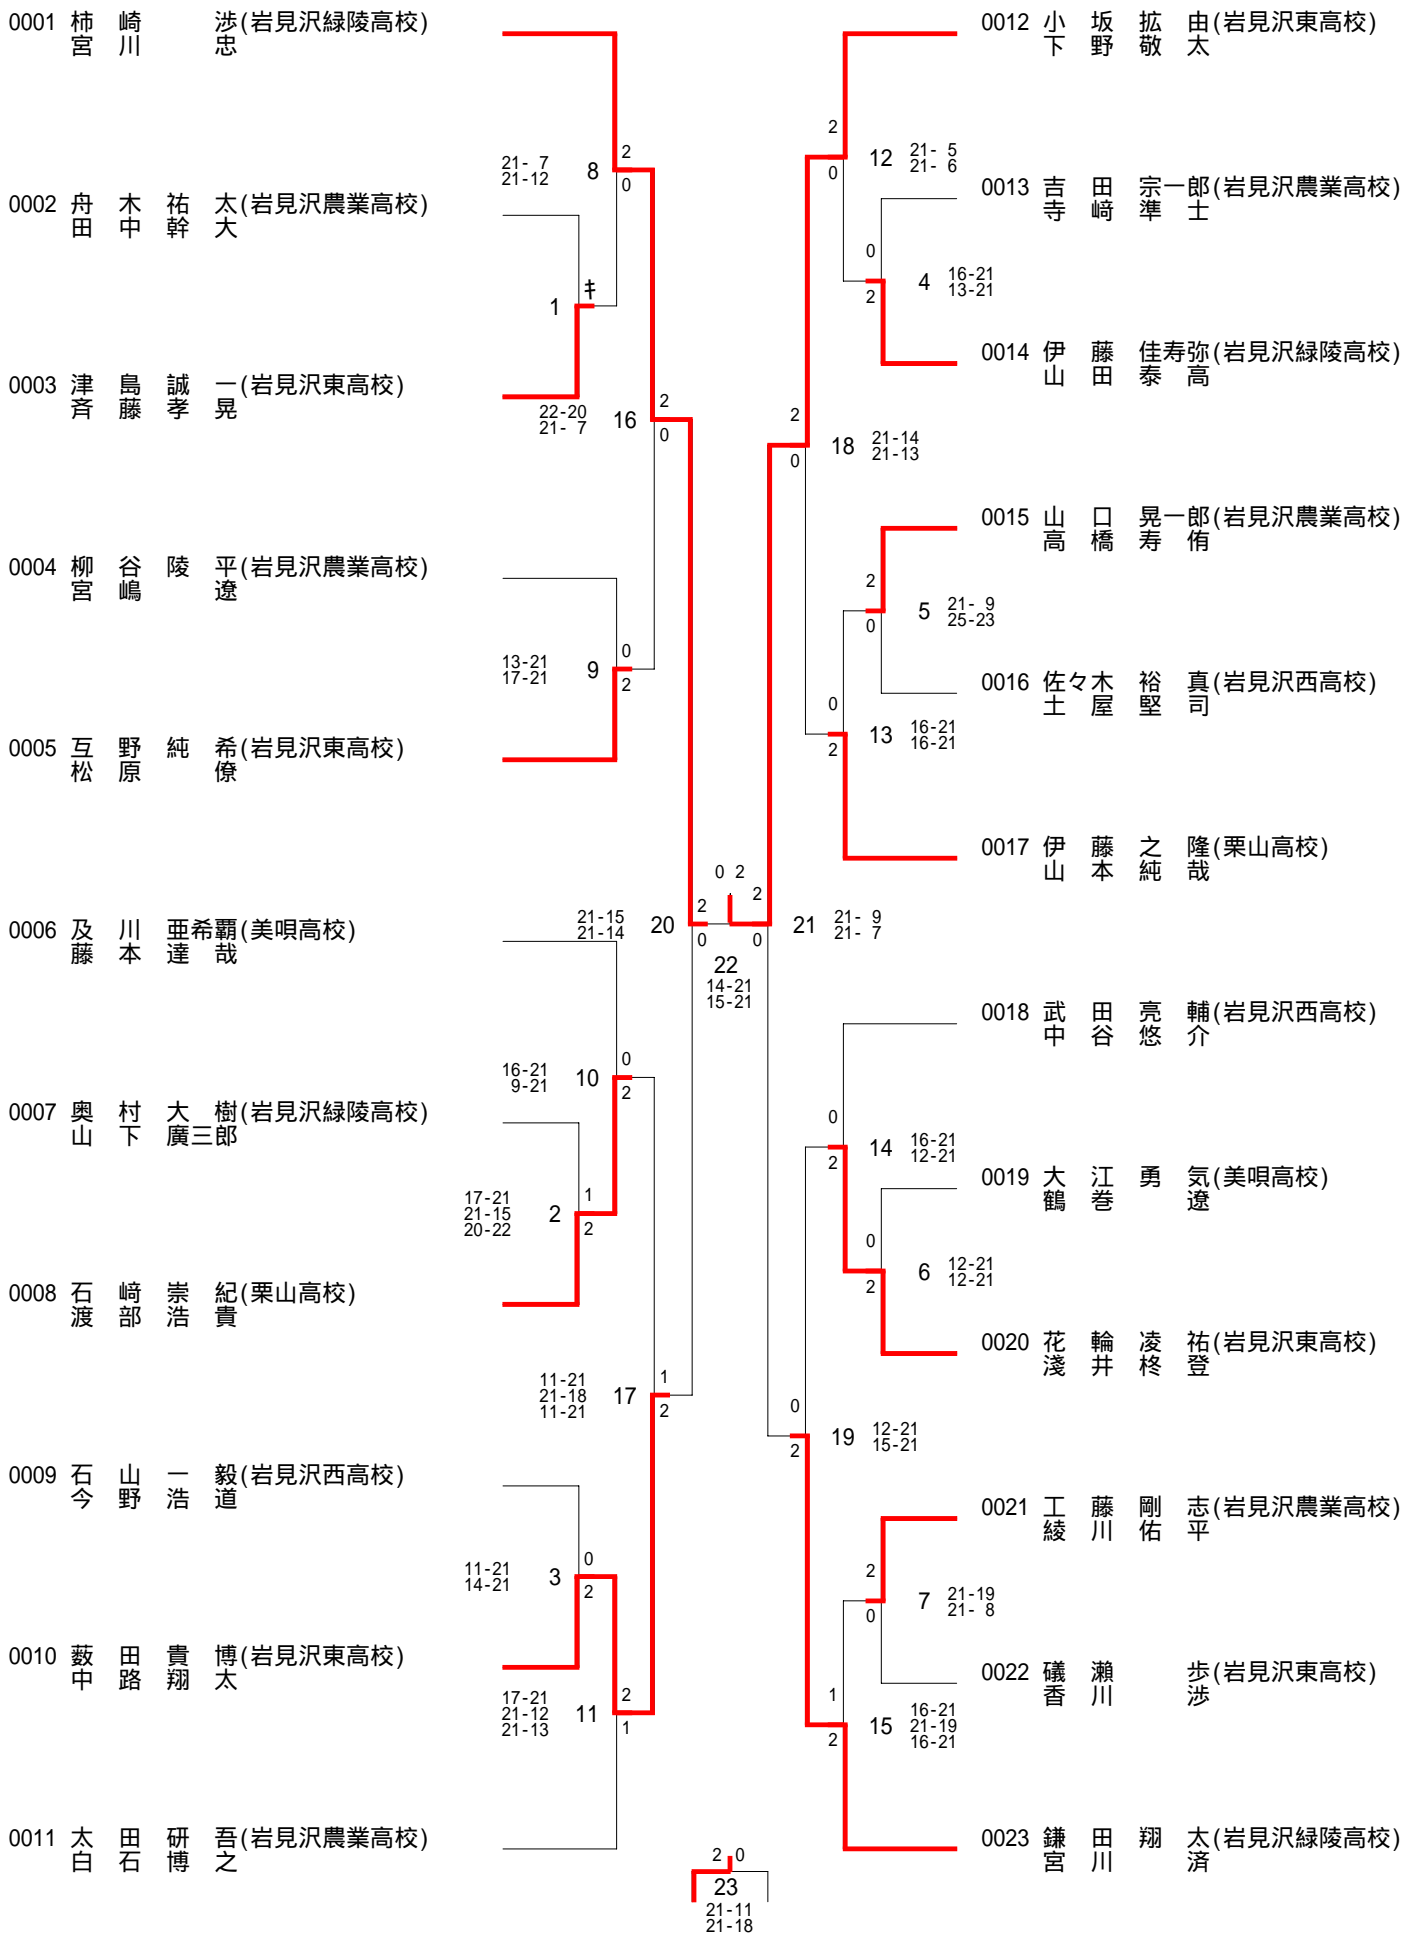 0001 柿崎 渉(岩見沢緑陵高校)
宮川 忠
21- 7
21-12
8
2
0
0002 舟木祐太(岩見沢農業高校)
田中幹大
1
キ
0003 津島誠一(岩見沢東高校)
斉藤孝晃
22-20
21- 7
16
2
0
0004 柳谷陵平(岩見沢農業高校)
宮嶋 遼
13-21
17-21
9
0
2
0005 互野純希(岩見沢東高校)
松原 僚
0006 及川亜希覇(美唄高校)
藤本達哉
21-15
21-14
20
2
0
16-21
9-21
10
0
2
0007 奥村大樹(岩見沢緑陵高校)
山下廣三郎
17-21
21-15
20-22
2
1
2
0008 石﨑崇紀(栗山高校)
渡部浩貴
11-21
21-18
11-21
17
1
2
0009 石山一毅(岩見沢西高校)
今野浩道
11-21
14-21
3
0
2
0010 薮田貴博(岩見沢東高校)
中路翔太
17-21
21-12
21-13
11
2
1
0011 太田研吾(岩見沢農業高校)
白石博之
0 2
22
14-21
15-21
2 0
23
21-11
21-18
0012 小坂拡由(岩見沢東高校)
下野敬太
2
0
12
21- 5
21- 6
0013 吉田宗一郎(岩見沢農業高校)
寺﨑準士
0
2
4
16-21
13-21
0014 伊藤佳寿弥(岩見沢緑陵高校)
山田泰高
2
0
18
21-14
21-13
0015 山口晃一郎(岩見沢農業高校)
高橋寿侑
2
0
5
21- 9
25-23
0016 佐々木裕真(岩見沢西高校)
土屋堅司
0
2
13
16-21
16-21
0017 伊藤之隆(栗山高校)
山本純哉
2
0
21
21- 9
21- 7
0018 武田亮輔(岩見沢西高校)
中谷悠介
0
2
14
16-21
12-21
0019 大江勇気(美唄高校)
鶴巻 遼
0
2
6
12-21
12-21
0020 花輪凌祐(岩見沢東高校)
淺井柊登
0
2
19
12-21
15-21
0021 工藤剛志(岩見沢農業高校)
綾川佑平
2
0
7
21-19
21- 8
0022 礒瀬 歩(岩見沢東高校)
香川 渉
1
2
15
16-21
21-19
16-21
0023 鎌田翔太(岩見沢緑陵高校)
宮川 済